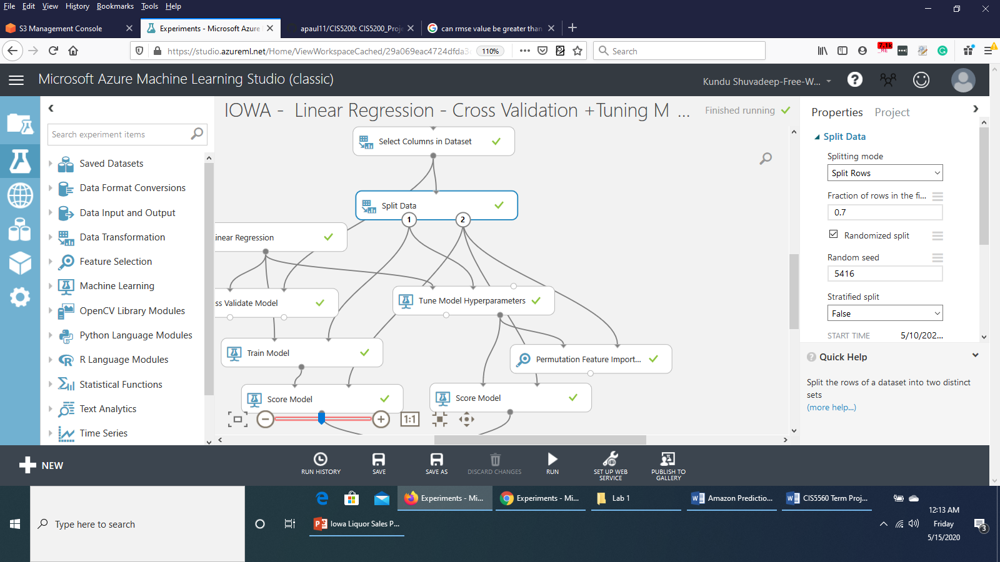 File Edit View History Bookmarks Tools Help
S3 Management Console
Experiments - Microsoft Azure
apaul11/CIS5200: CIS5200_Proje
can rmse value be greater than
https://studio.azureml.net/Home/ViewWorkspaceCached/29a069eac4724dfda3c
110%
Search
7.1k
ME
Microsoft Azure Machine Learning Studio (classic)
Kundu Shuvadeep-Free-W...
Search experiment items
Saved Datasets
Data Format Conversions
Data Input and Output
Data Transformation
Feature Selection
Machine Learning
OpenCV Library Modules
Python Language Modules
R Language Modules
Statistical Functions
Text Analytics
Time Series
IOWA - Linear Regression - Cross Validation +Tuning M ...
Finished running
Select Columns in Dataset
Split Data
1
2
inear Regression
ss Validate Model
Tune Model Hyperparameters
Train Model
Permutation Feature Import...
Score Model
Score Model
1:1
Properties Project
Split Data
Splitting mode
Split Rows
Fraction of rows in the fi...
0.7
Randomized split
Random seed
5416
Stratified split
False
START TIME 5/10/202...
Quick Help
Split the rows of a dataset into two distinct
sets
(more help...)
NEW
RUN HISTORY
SAVE
SAVE AS
DISCARD CHANGES
RUN
SET UP WEB
SERVICE
PUBLISH TO
GALLERY
Type here to search
Experiments - Mi...
Experiments - Mi...
Lab 1
Amazon Predictio...
CIS5560 Term Proj...
Iowa Liquor Sales P...
12:13 AM
Friday
5/15/2020
3